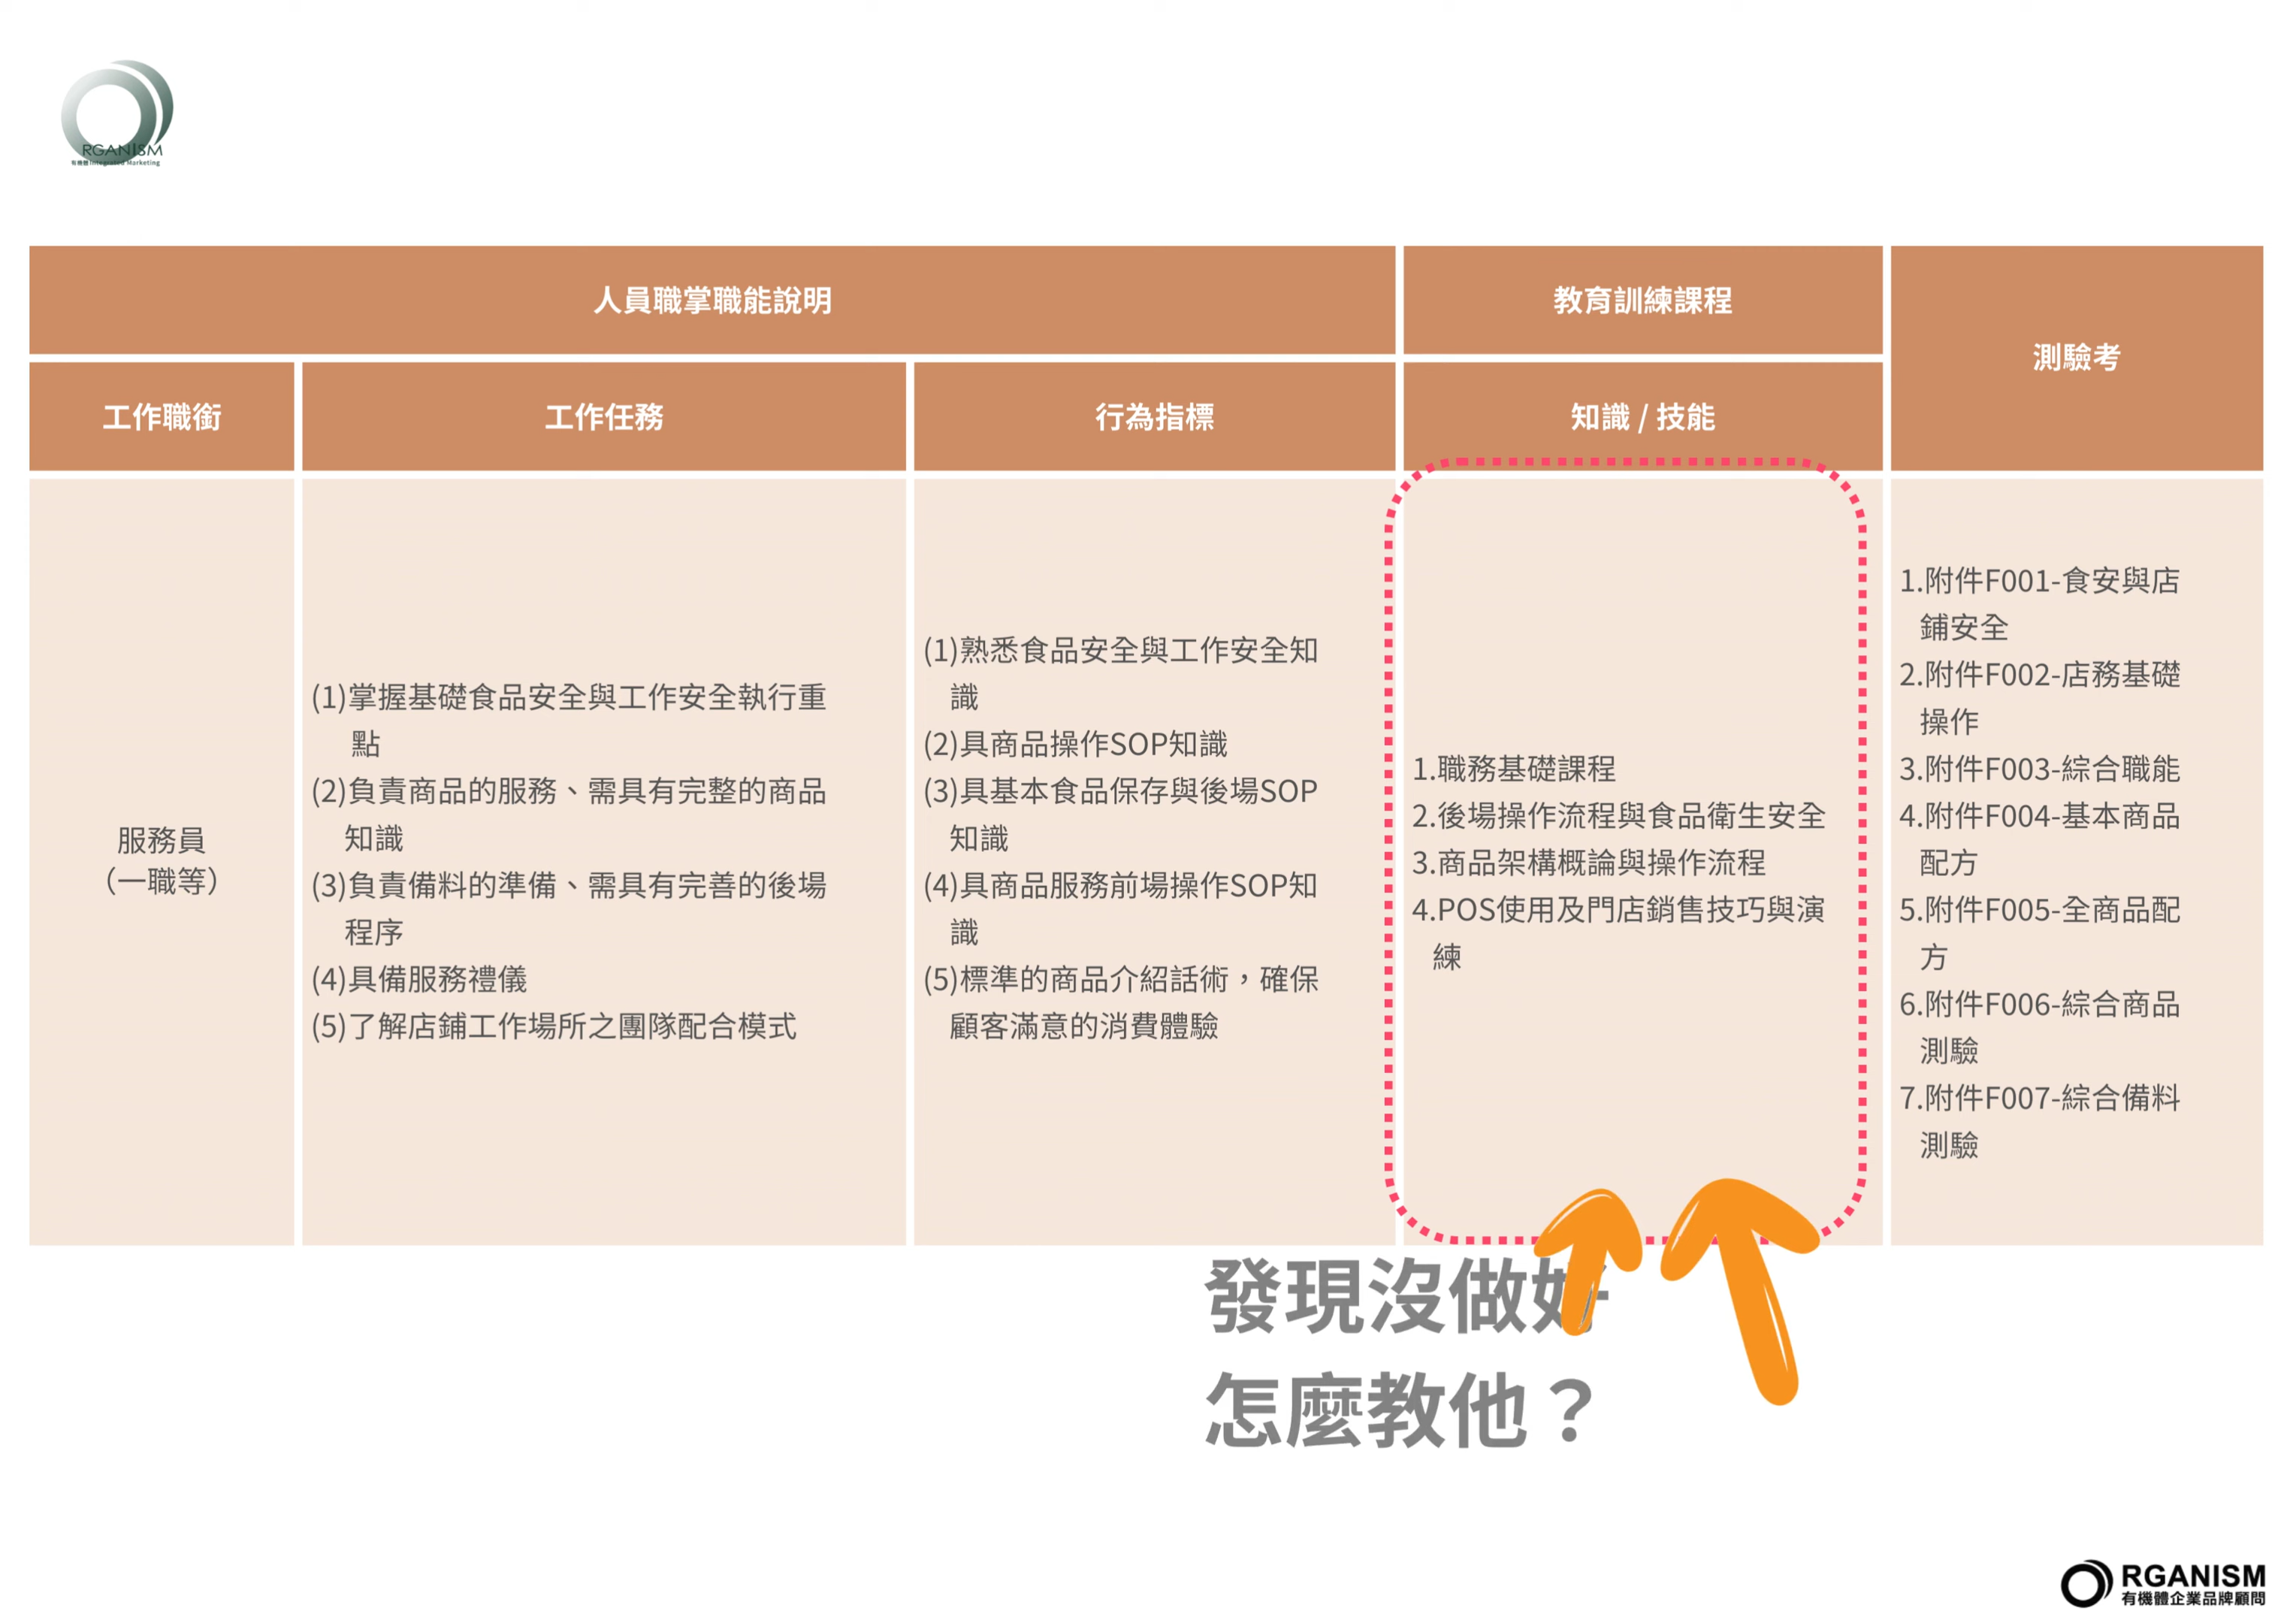 RGANISM
有機體 Integrated Marketing
人員職掌職能說明
教育訓練課程
測驗考
工作職銜
工作任務
行為指標
知識 / 技能
服務員
（一職等）
(1)掌握基礎食品安全與工作安全執行重
點
(2)負責商品的服務、需具有完整的商品
知識
(3)負責備料的準備、需具有完善的後場
程序
(4)具備服務禮儀
(5)了解店鋪工作場所之團隊配合模式
(1)熟悉食品安全與工作安全知
識
(2)具商品操作SOP知識
(3)具基本食品保存與後場SOP
知識
(4)具商品服務前場操作SOP知
識
(5)標準的商品介紹話術，確保
顧客滿意的消費體驗
1.職務基礎課程
2.後場操作流程與食品衛生安全
3.商品架構概論與操作流程
4.POS使用及門店銷售技巧與演
練
1.附件F001-食安與店
鋪安全
2.附件F002-店務基礎
操作
3.附件F003-綜合職能
4.附件F004-基本商品
配方
5.附件F005-全商品配
方
6.附件F006-綜合商品
測驗
7.附件F007-綜合備料
測驗
發現沒做好
怎麼教他？
RGANISM
有機體企業品牌顧問